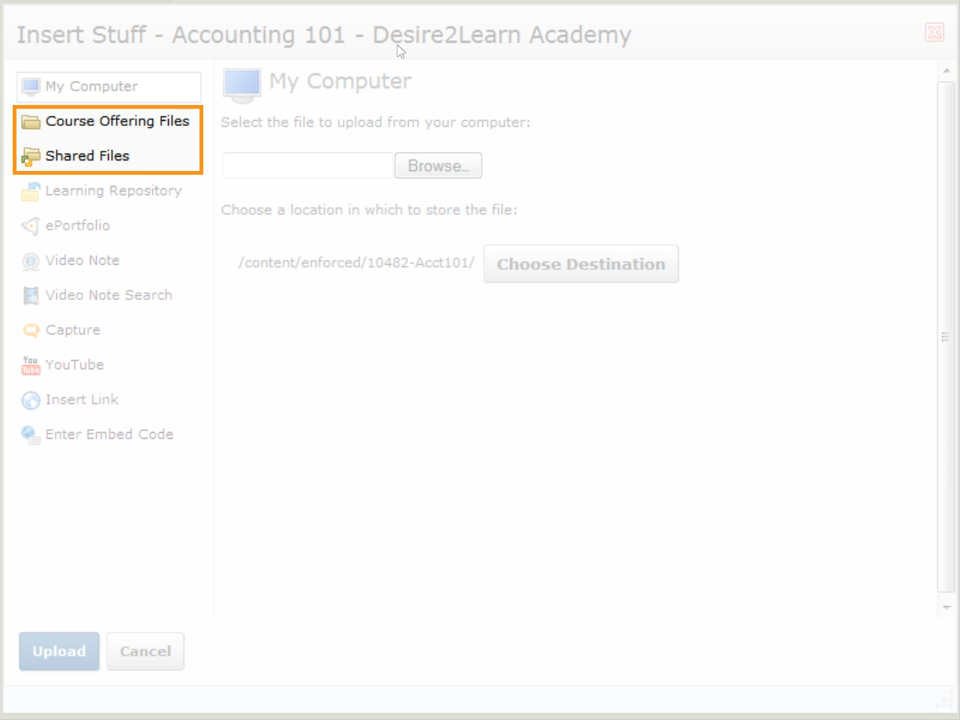 Insert Stuff - Accounting 101 - Desire2Learn Academy
My Computer
Course Offering Files
Shared Files
Learning Repository
ePortfolio
Video Note
Video Note Search
Capture
You
Tube YouTube
Insert Link
Enter Embed Code
My Computer
Select the file to upload from your computer:
Browse...
Choose a location in which to store the file:
/content/enforced/10482-Acct101/ Choose Destination
Upload Cancel